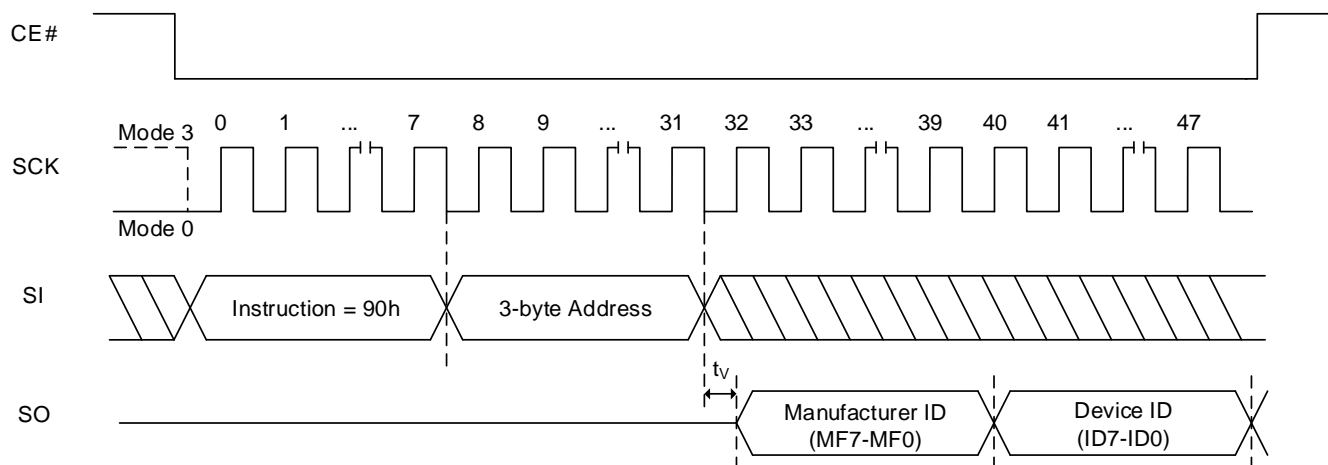 CE#
0 1 ... 7 8 9 ... 31 32 33 ... 39 40 41 ... 47
Mode 3
SCK
Mode 0
SI
Instruction = 90h
3-byte Address
tV
SO
Manufacturer ID
(MF7-MF0)
Device ID
(ID7-ID0)